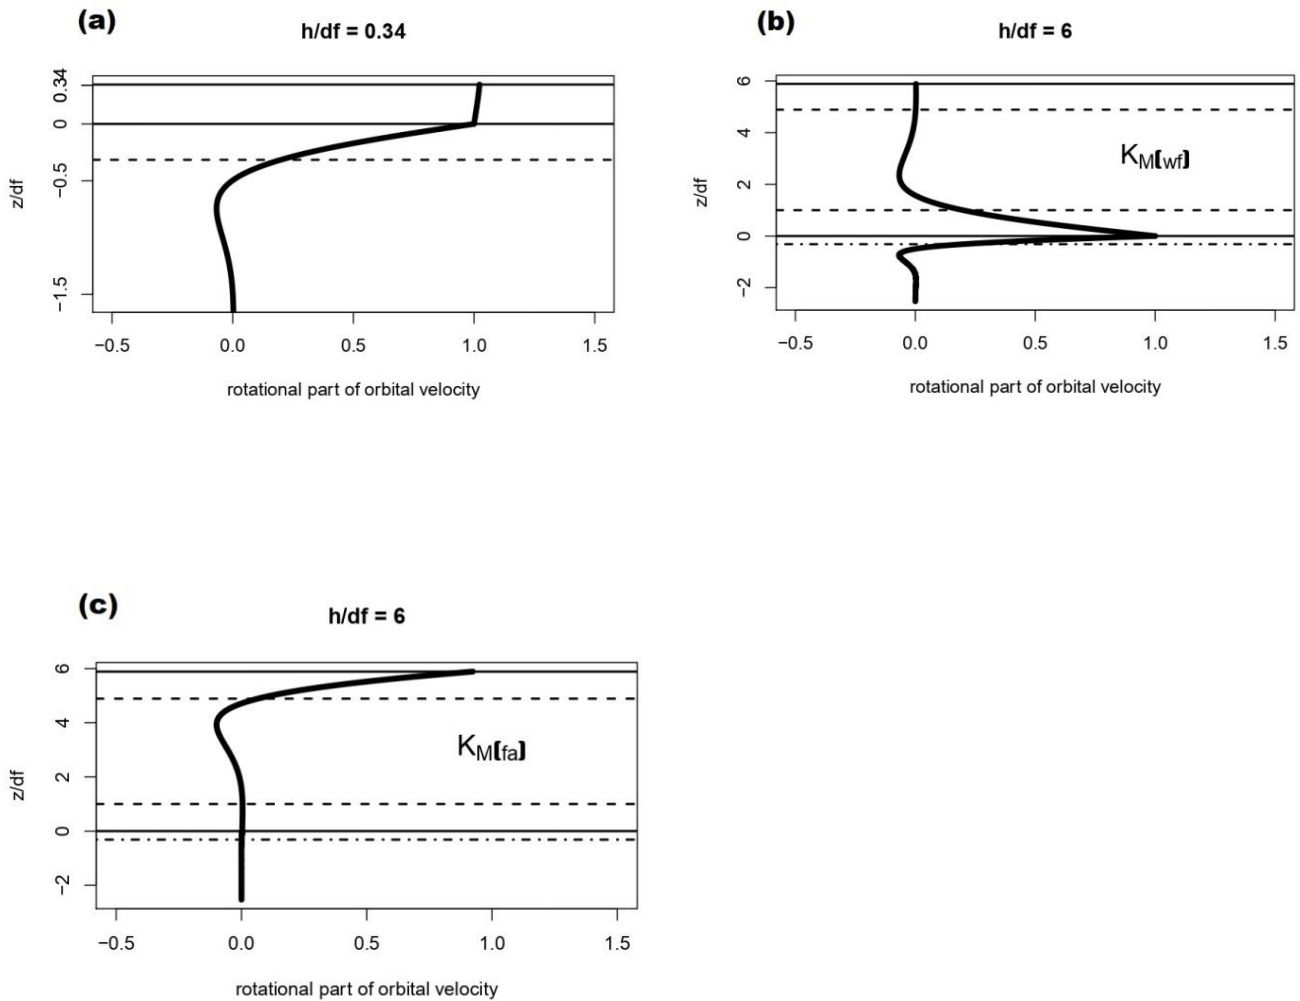 (a)
h/df = 0.34
z/df
0.34
0
−0.5
−1.5
−0.5 0.0 0.5 1.0 1.5
rotational part of orbital velocity
(b)
h/df = 6
z/df
6
4
2
0
−2
KM(wf)
−0.5 0.0 0.5 1.0 1.5
rotational part of orbital velocity
(c)
h/df = 6
z/df
6
4
2
0
−2
KM(fa)
−0.5 0.0 0.5 1.0 1.5
rotational part of orbital velocity